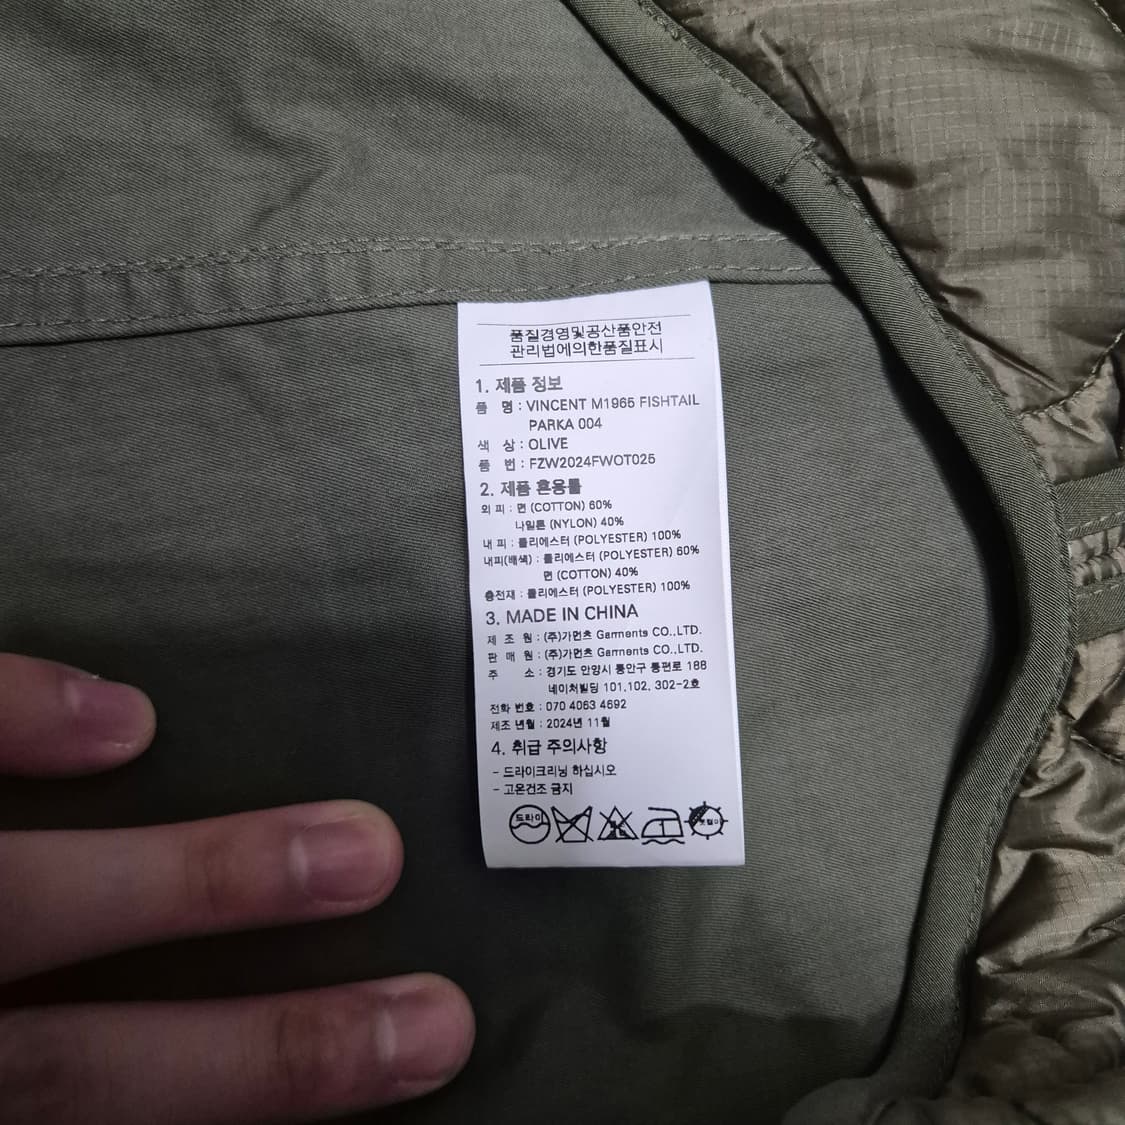 품질경영및공산품안전
관리법에의한품질표시
1. 제품 정보
품 명 : VINCENT M1965 FISHTAIL
PARKA 004
색 상 : OLIVE
품 번 : FZW2024FWOT025
2. 제품 혼용률
외 피 : 면 (COTTON) 60%
나일론 (NYLON) 40%
내 피 : 폴리에스터 (POLYESTER) 100%
내피(배색) : 폴리에스터 (POLYESTER) 60%
면 (COTTON) 40%
충전재 : 폴리에스터 (POLYESTER) 100%
3. MADE IN CHINA
제 조 원 : (주)가먼츠 Garments CO.,LTD.
판 매 원 : (주)가먼츠 Garments CO.,LTD.
주 소 : 경기도 안양시 동안구 통편로 188
네이처빌딩 101,102, 302-2호
전화 번호 : 070 4063 4692
제조 년월 : 2024년 11월
4. 취급 주의사항
- 드라이크리닝 하십시오
- 고온건조 금지
드라이